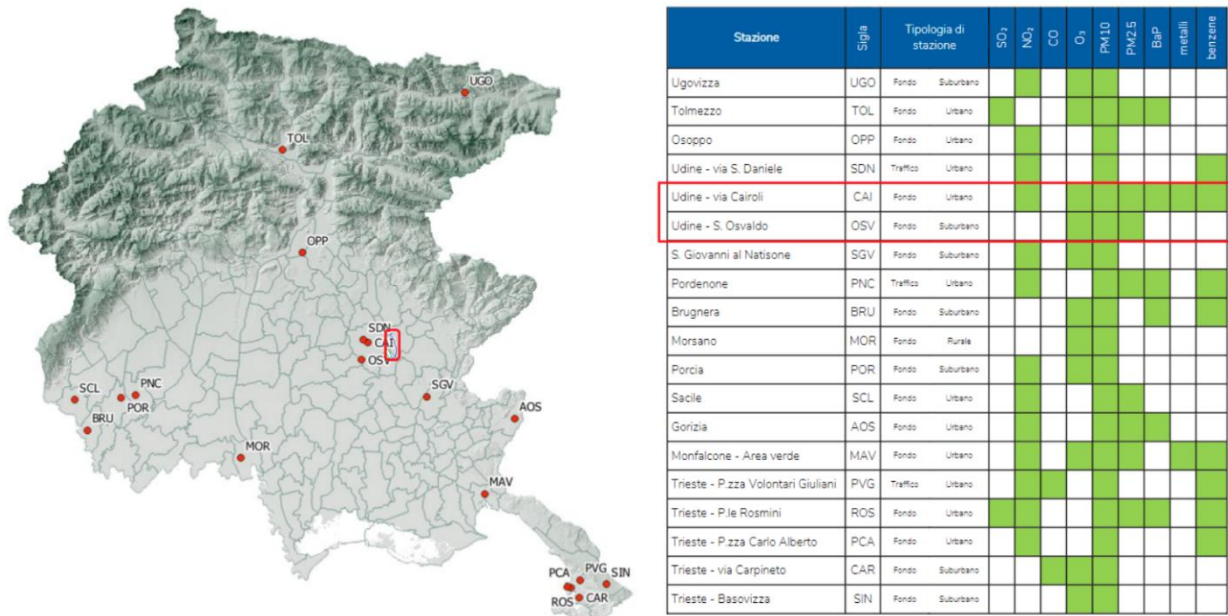 UGO
TOL
OPP
SDN
CAI
OSV
SCL
PNC
POR
SGV
BRU
AOS
MOR
MAV
PCA
PVG
SIN
ROS
CAR
Stazione Sigla Tipologia di stazione SO₂ NO₂ CO O₃ PM10 PM2.5 BaP metalli benzene
Ugovizza UGO Fondo Suburbano
Tolmezzo TOL Fondo Urbano
Osoppo OPP Fondo Urbano
Udine - via S. Daniele SDN Traffico Urbano
Udine - via Cairoli CAI Fondo Urbano
Udine - S. Osvaldo OSV Fondo Suburbano
S. Giovanni al Natisone SGV Fondo Suburbano
Pordenone PNC Traffico Urbano
Brugnera BRU Fondo Suburbano
Morsano MOR Fondo Rurale
Porcia POR Fondo Suburbano
Sacile SCL Fondo Urbano
Gorizia AOS Fondo Urbano
Monfalcone - Area verde MAV Fondo Urbano
Trieste - P.zza Volontari Giuliani PVG Traffico Urbano
Trieste - P.le Rosmini ROS Fondo Urbano
Trieste - P.zza Carlo Alberto PCA Fondo Urbano
Trieste - via Carpineto CAR Fondo Suburbano
Trieste - Basovizza SIN Fondo Suburbano